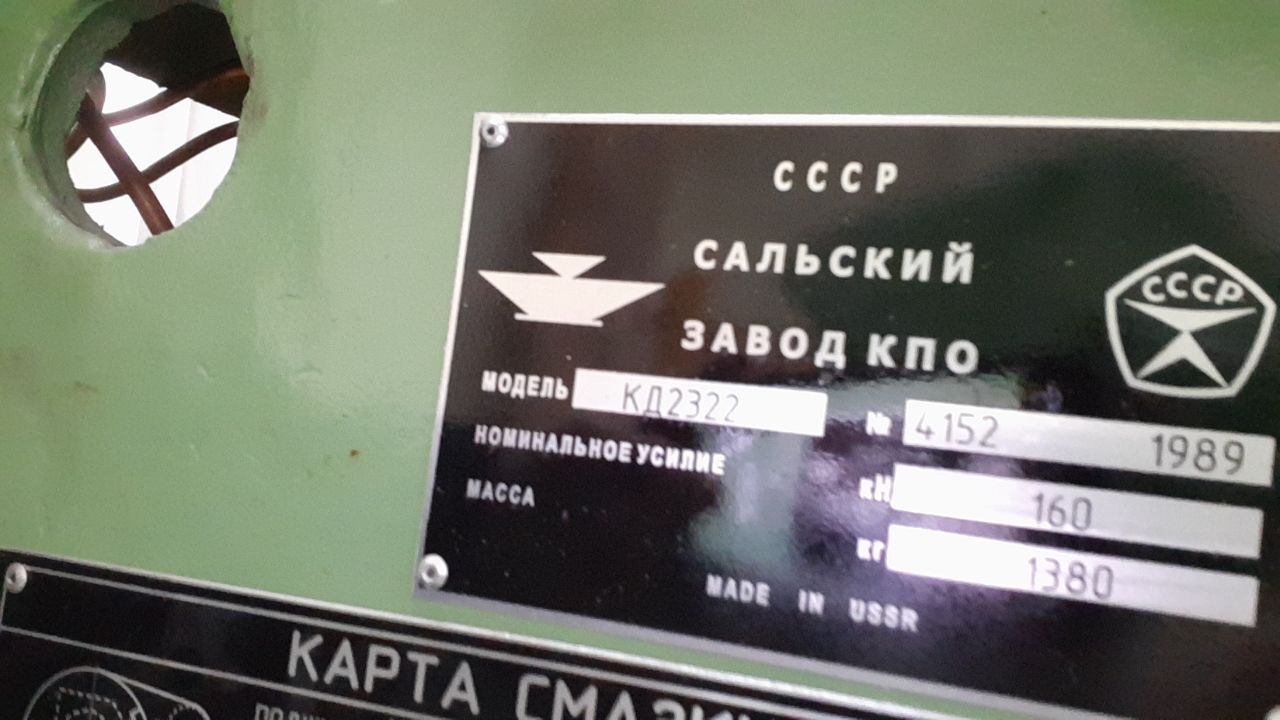 СССР
САЛЬСКИЙ
ЗАВОД КПО
СССР
МОДЕЛЬ КД2322 № 4152 1989
НОМИНАЛЬНОЕ УСИЛИЕ кН 160
МАССА кг 1380
MADE IN USSR
КАРТА